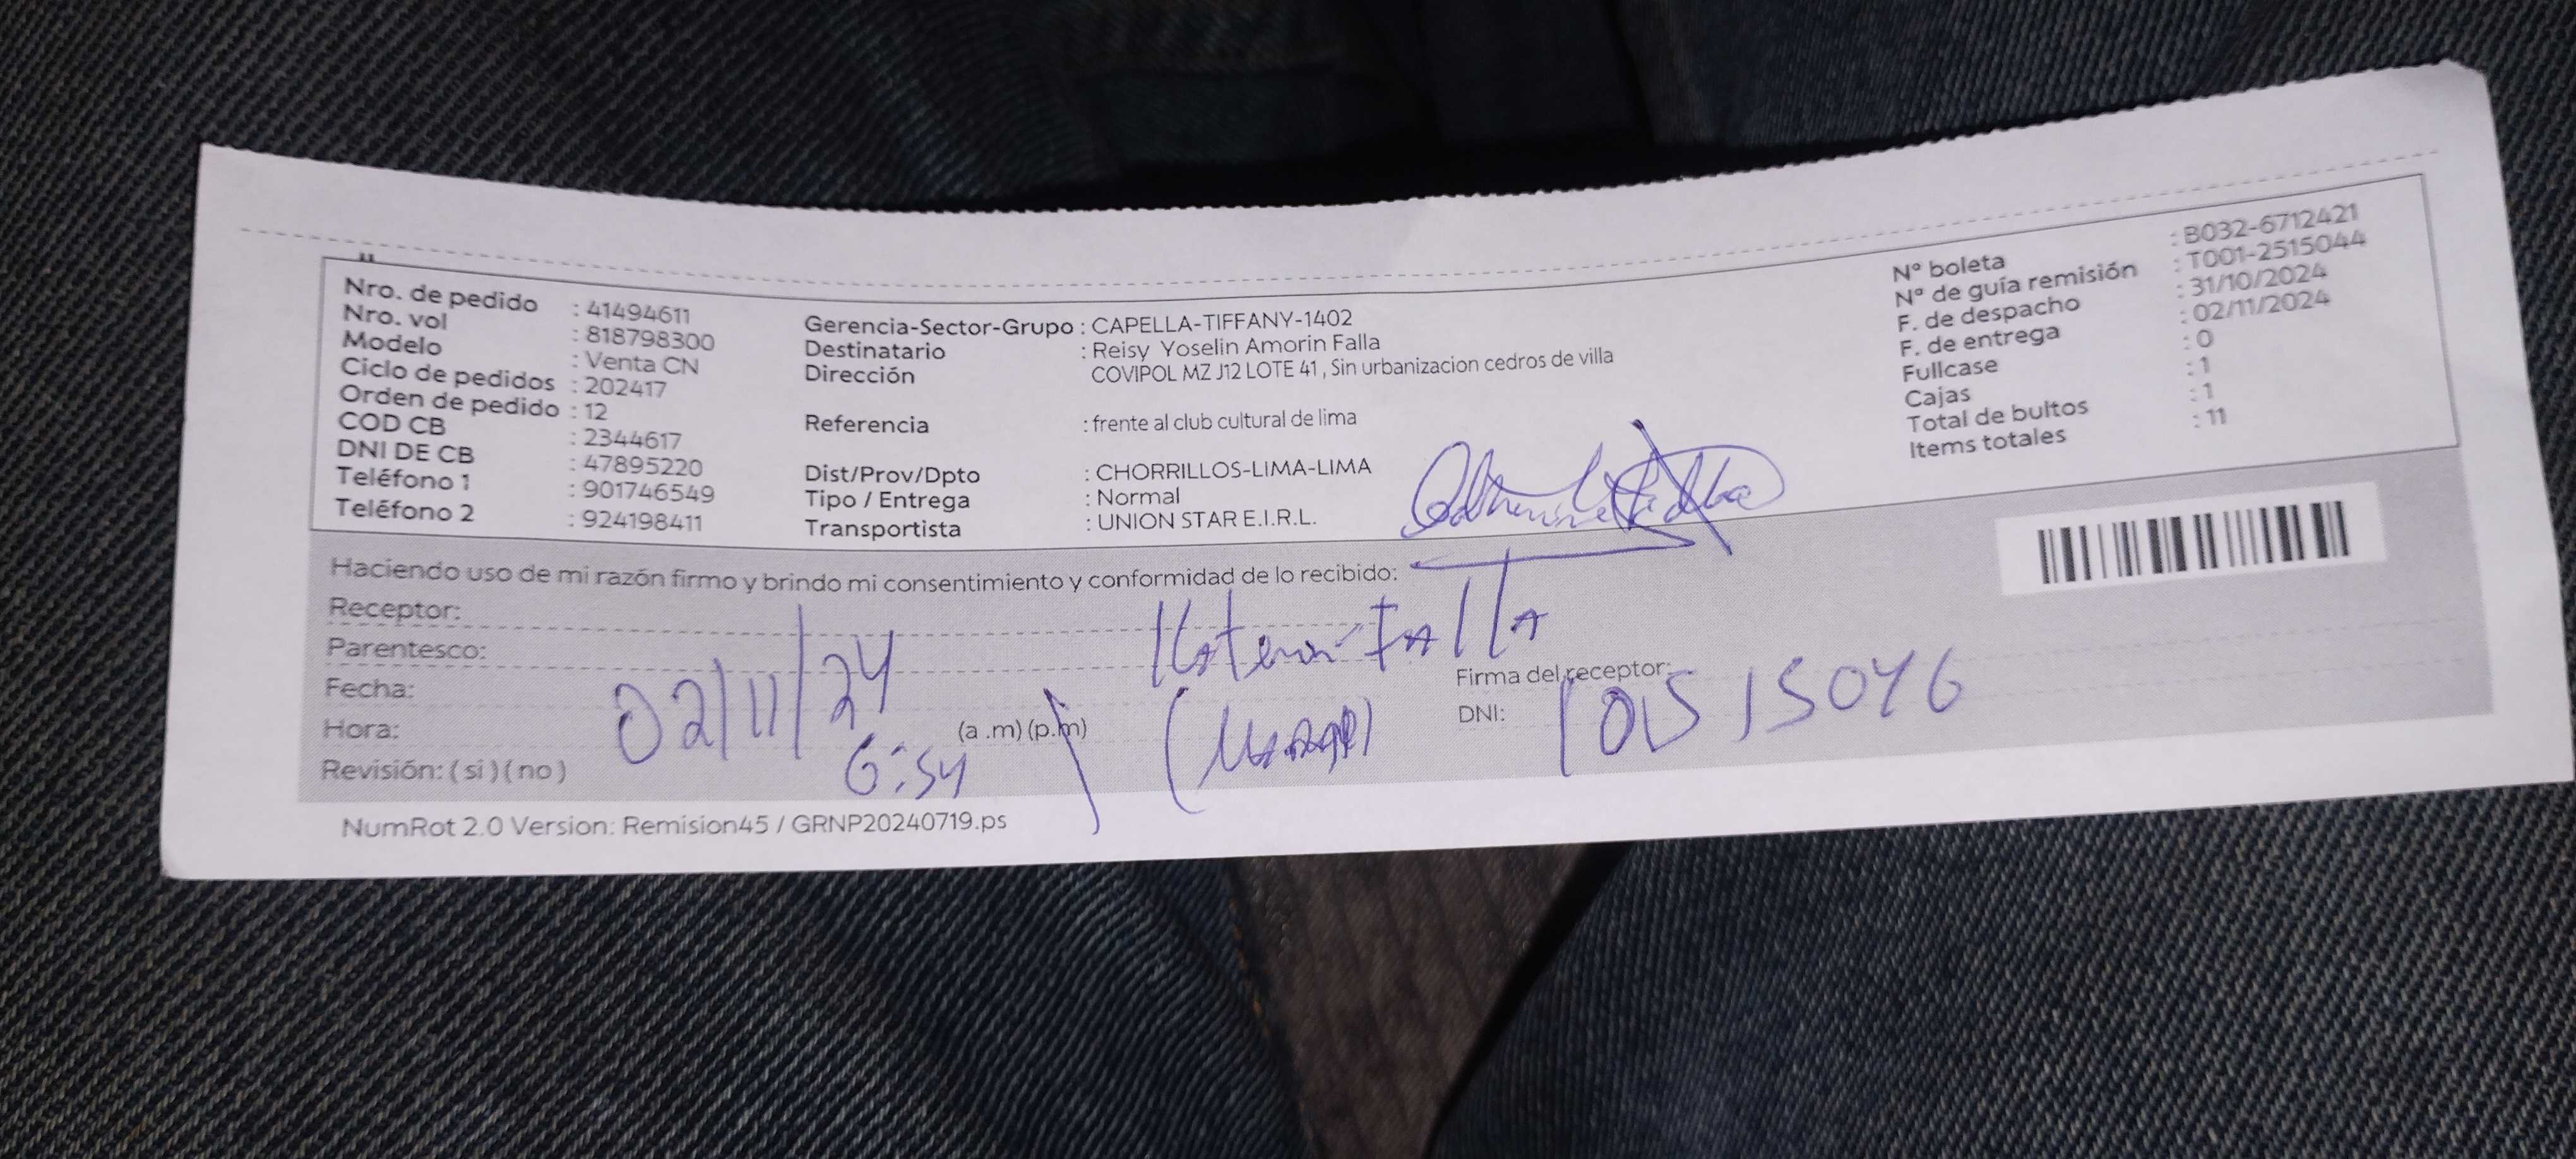 Nro. de pedido : 41494611
Nro. vol : 818798300
Modelo : Venta CN
Ciclo de pedidos : 202417
Orden de pedido : 12
COD CB : 2344617
DNI DE CB : 47895220
Teléfono 1 : 901746549
Teléfono 2 : 924198411
Gerencia-Sector-Grupo : CAPELLA-TIFFANY-1402
Destinatario : Reisy Yoselin Amorin Falla
Dirección COVIPOL MZ J12 LOTE 41 , Sin urbanizacion cedros de villa
Referencia : frente al club cultural de lima
Dist/Prov/Dpto : CHORRILLOS-LIMA-LIMA
Tipo / Entrega : Normal
Transportista : UNION STAR E.I.R.L.
Nº boleta : B032-6712421
Nº de guía remisión : T001-2515044
F. de despacho : 31/10/2024
F. de entrega : 02/11/2024
Fullcase : 0
Cajas : 1
Total de bultos : 1
Items totales : 11
Haciendo uso de mi razón firmo y brindo mi consentimiento y conformidad de lo recibido:
Receptor: Falla
Parentesco:
Fecha: 02/11/24
Hora: 6:54 (a .m) (p.m)
Revisión: ( si ) ( no )
Firma del receptor:
DNI:
NumRot 2.0 Version: Remision45 / GRNP20240719.ps